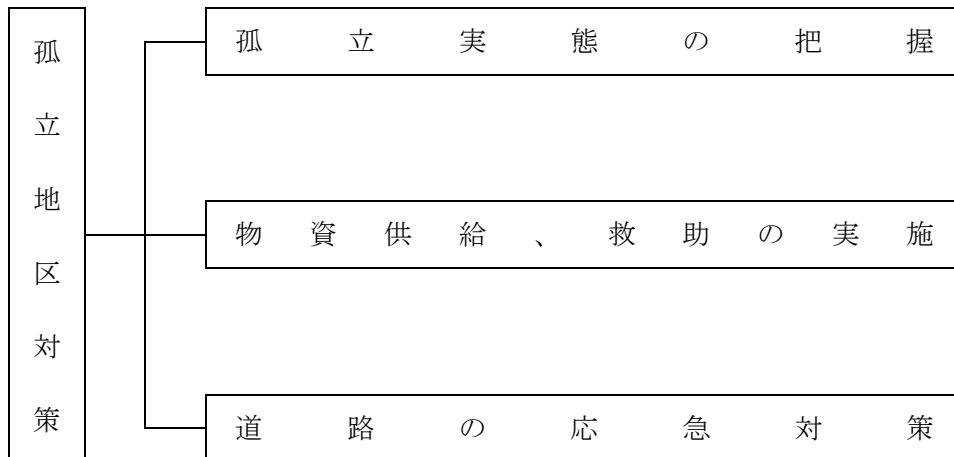 孤立地区対策
孤立実態の把握
物資供給、救助の実施
道路の応急対策